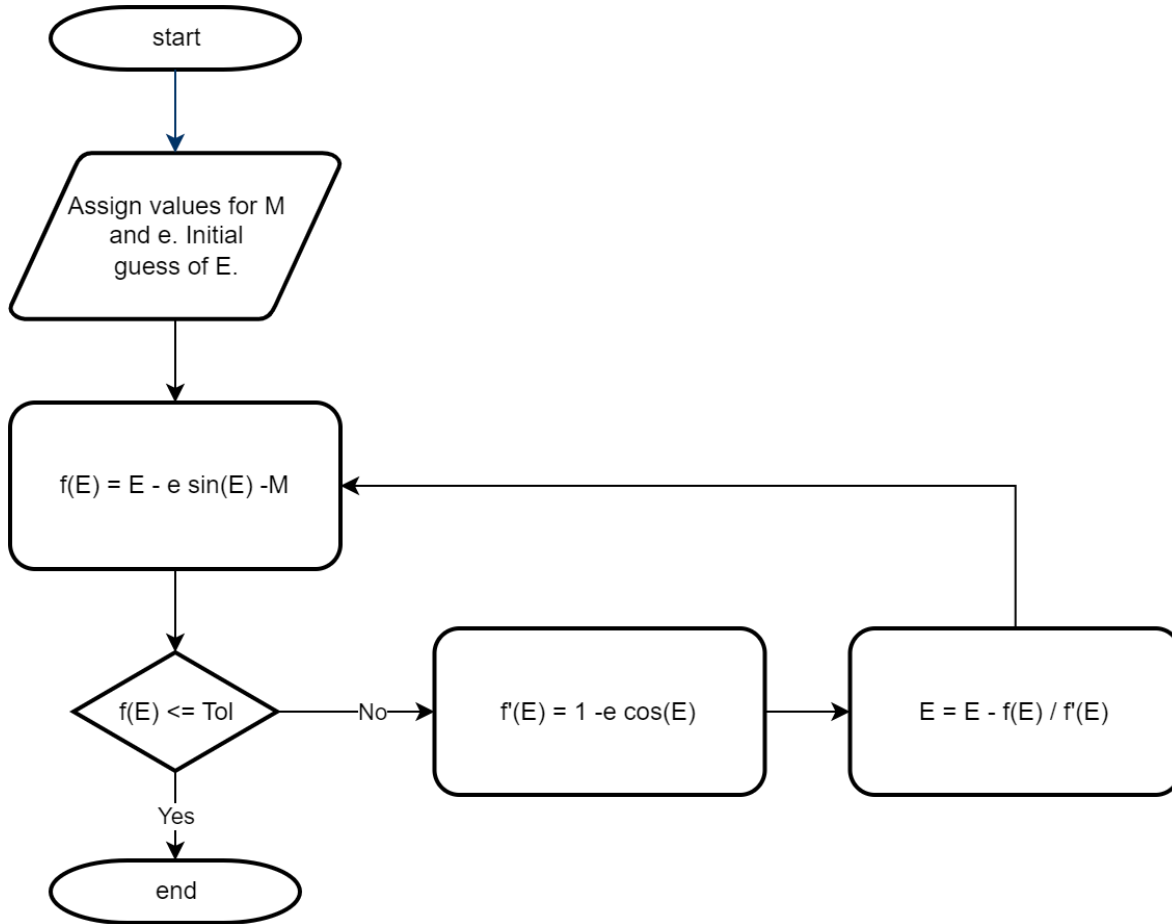 start
Assign values for M
and e. Initial
guess of E.
f(E) = E - e sin(E) -M
f(E) <= Tol
No
f'(E) = 1 -e cos(E)
E = E - f(E) / f'(E)
Yes
end